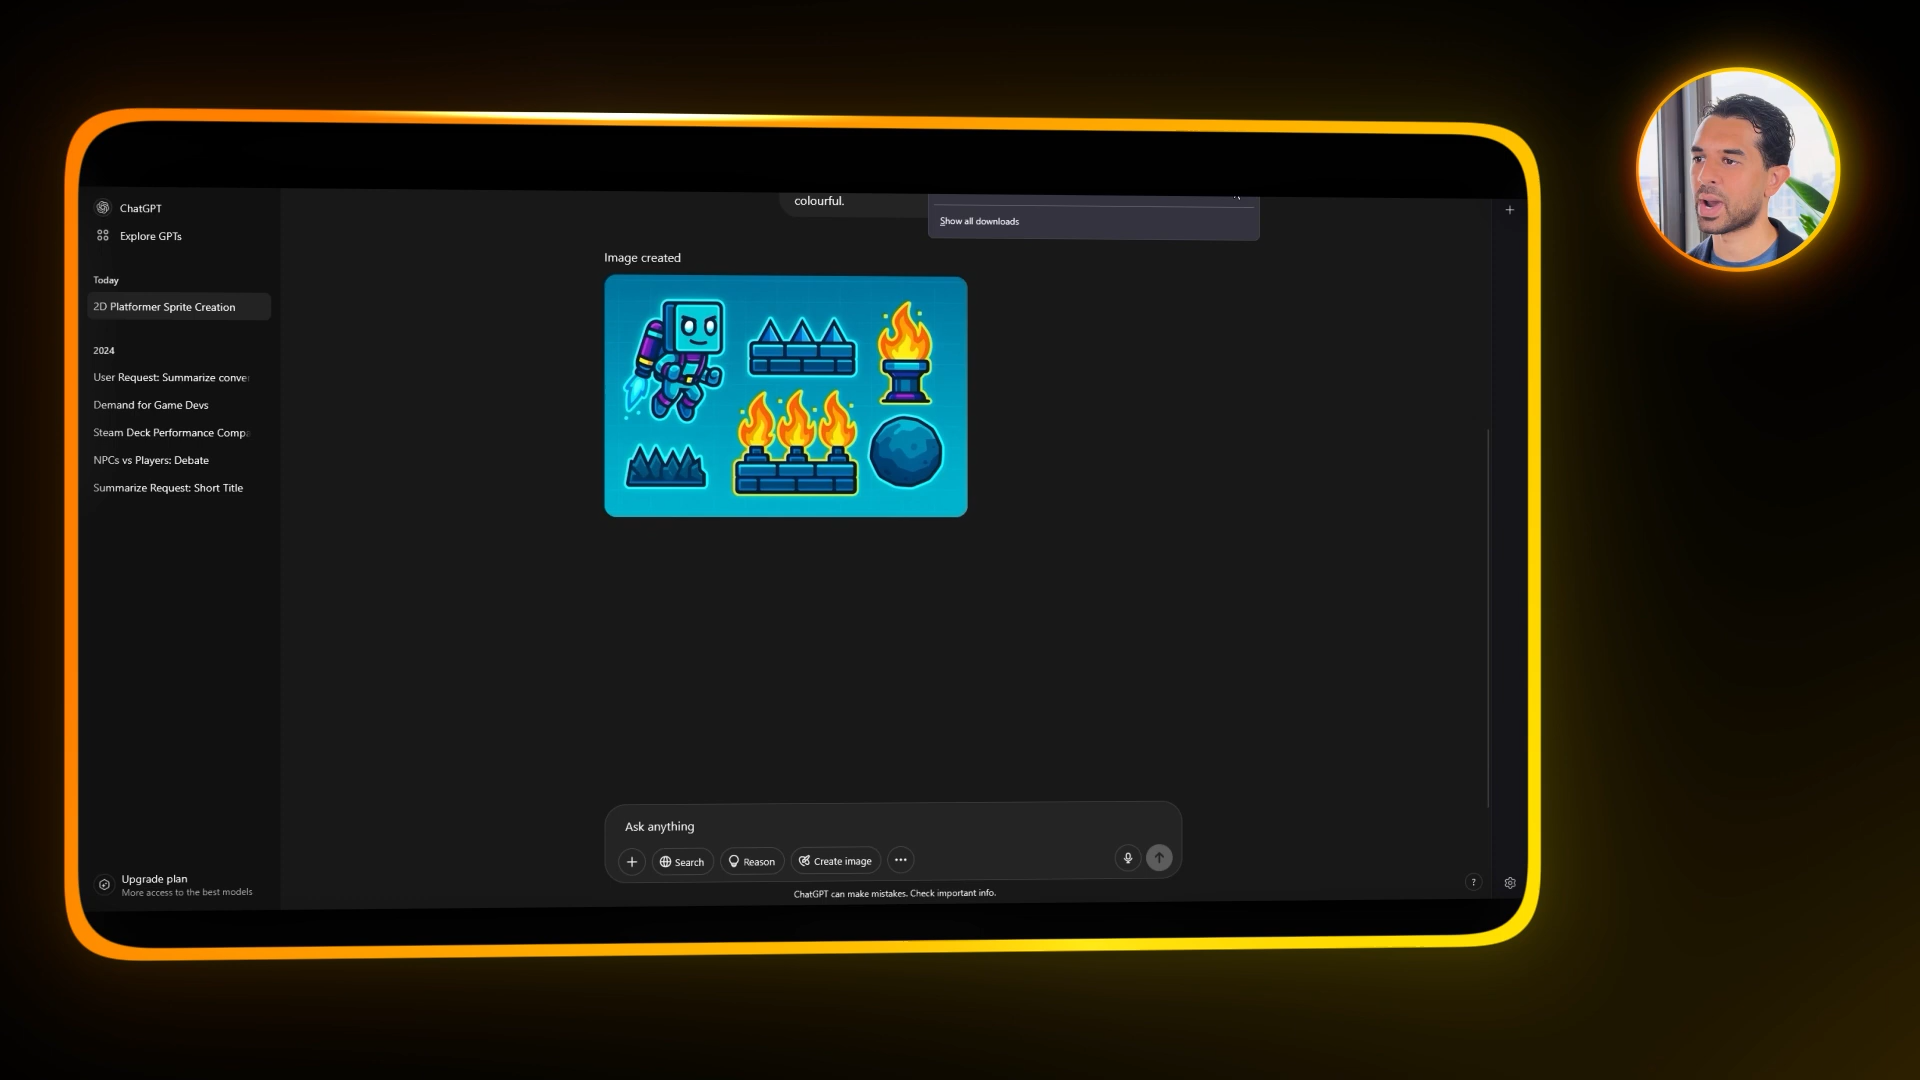 ChatGPT
Explore GPTs
Today
2D Platformer Sprite Creation
2024
User Request: Summarize conve
Demand for Game Devs
Steam Deck Performance Comp
NPCs vs Players: Debate
Summarize Request: Short Title
Upgrade plan
More access to the best models
colourful.
Show all downloads
Image created
Ask anything
Search
Reason
Create image
ChatGPT can make mistakes. Check important info.
?